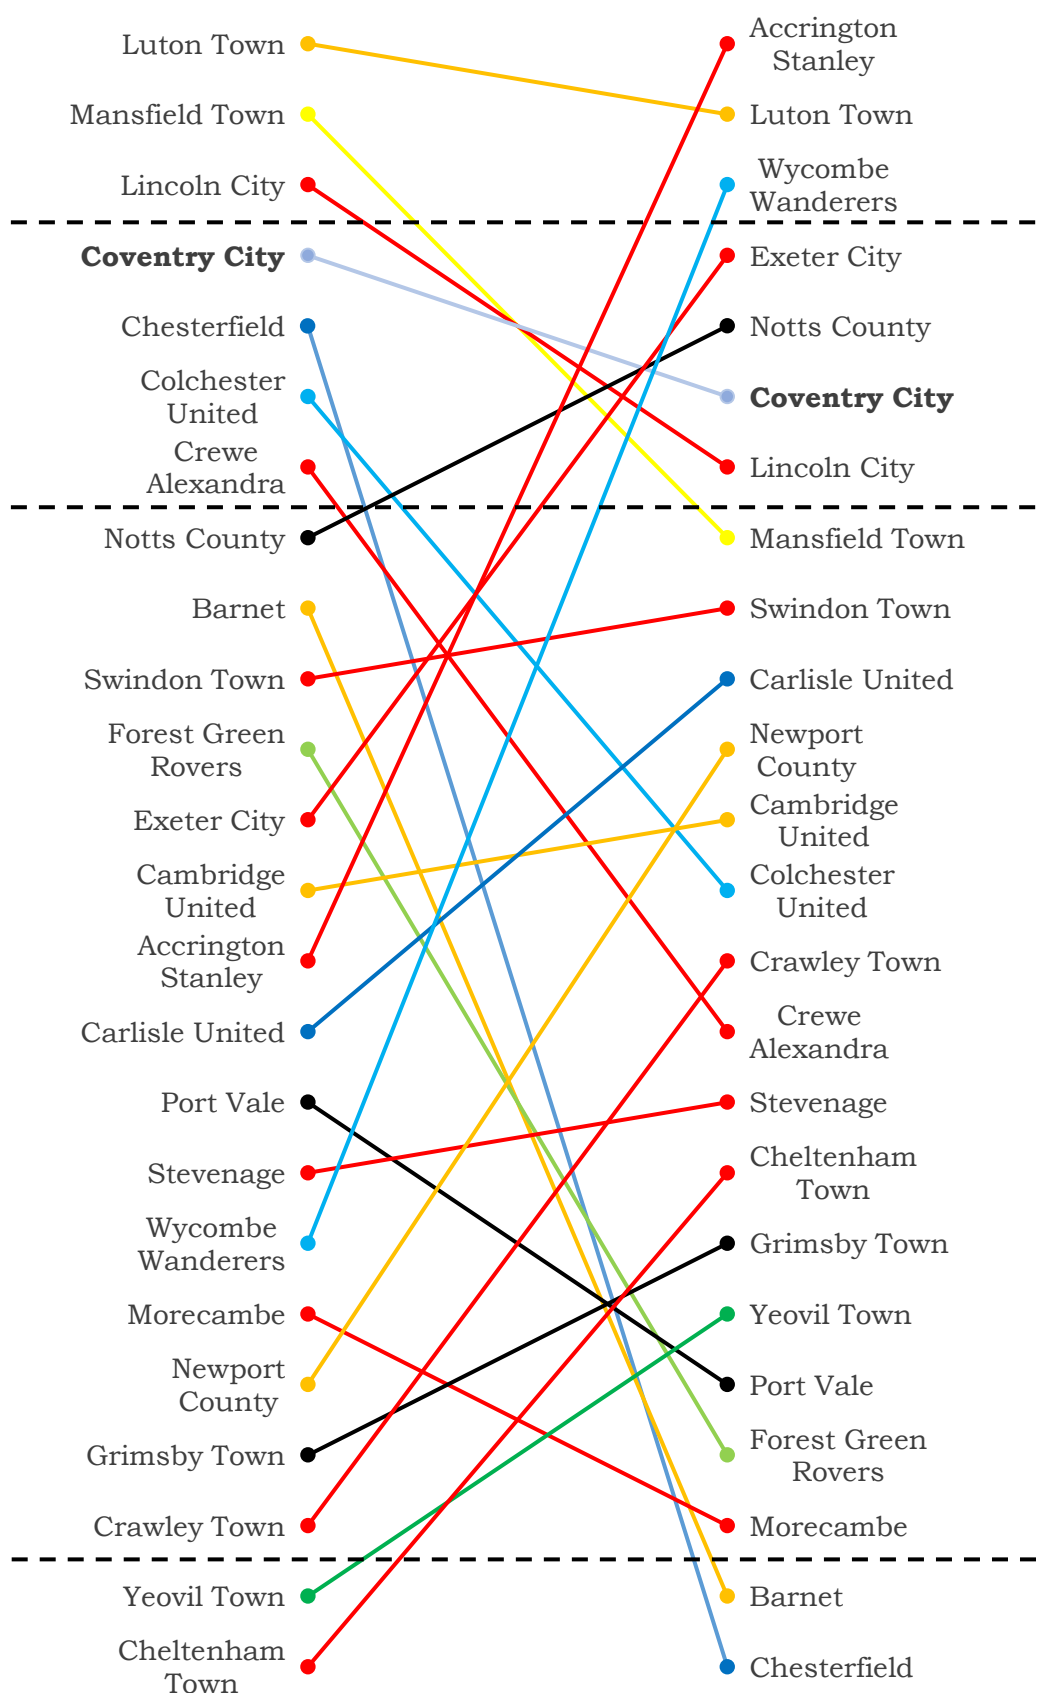 Luton Town
Mansfield Town
Lincoln City
Coventry City
Chesterfield
Colchester
United
Crewe
Alexandra
Notts County
Barnet
Swindon Town
Forest Green
Rovers
Exeter City
Cambridge
United
Accrington
Stanley
Carlisle United
Port Vale
Stevenage
Wycombe
Wanderers
Morecambe
Newport
County
Grimsby Town
Crawley Town
Yeovil Town
Cheltenham
Town
Accrington
Stanley
Luton Town
Wycombe
Wanderers
Exeter City
Notts County
Coventry City
Lincoln City
Mansfield Town
Swindon Town
Carlisle United
Newport
County
Cambridge
United
Colchester
United
Crawley Town
Crewe
Alexandra
Stevenage
Cheltenham
Town
Grimsby Town
Yeovil Town
Port Vale
Forest Green
Rovers
Morecambe
Barnet
Chesterfield